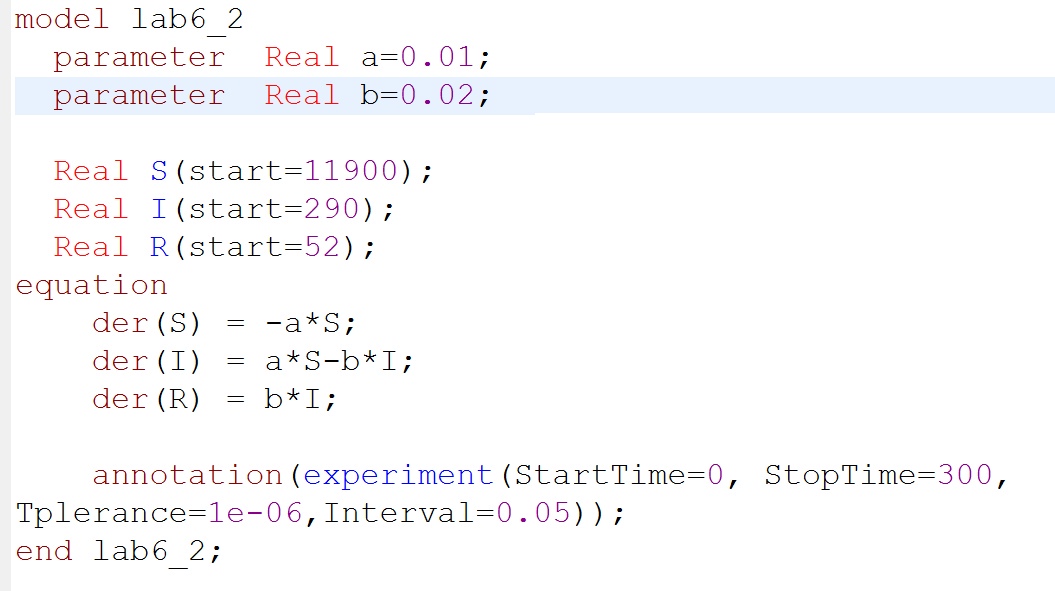 model lab6_2
parameter  Real a=0.01;
parameter  Real b=0.02;
Real S(start=11900);
Real I(start=290);
Real R(start=52);
equation
der(S) = -a*S;
der(I) = a*S-b*I;
der(R) = b*I;
annotation(experiment(StartTime=0, StopTime=300,
Tplerance=1e-06,Interval=0.05));
end lab6_2;